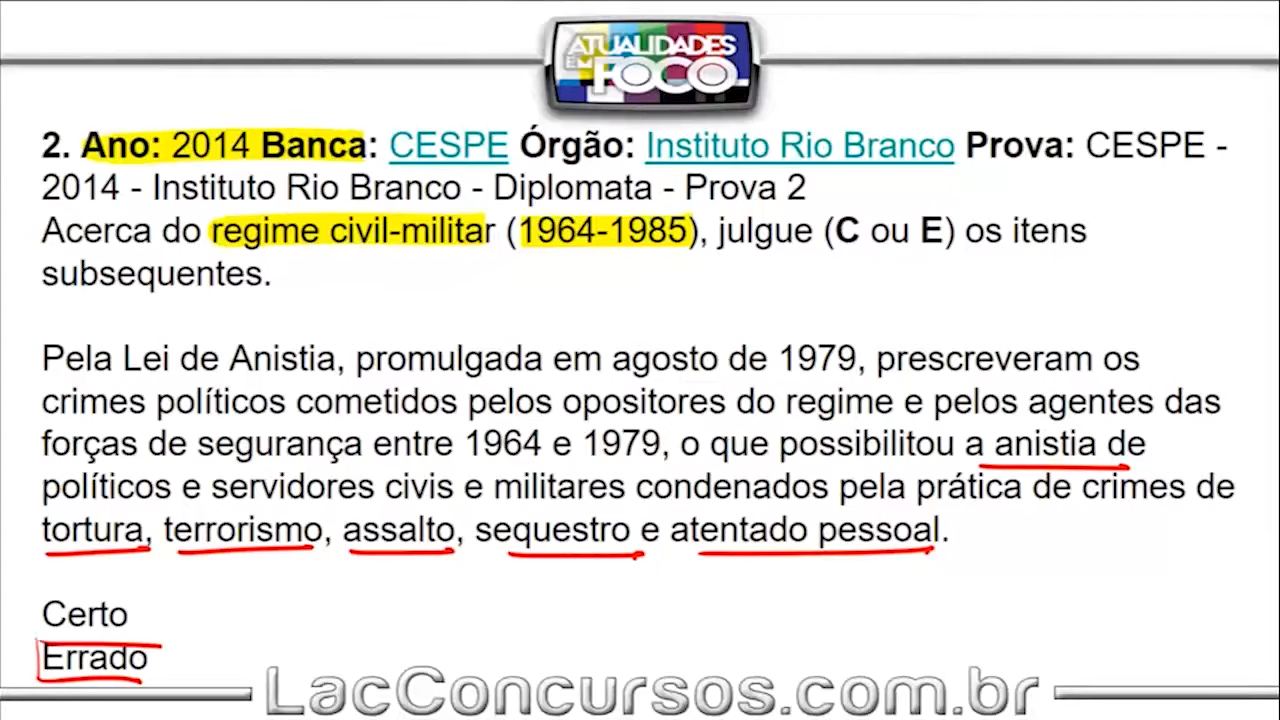 ATUALIDADES
EM FOCO
2. Ano: 2014 Banca: CESPE Órgão: Instituto Rio Branco Prova: CESPE -
2014 - Instituto Rio Branco - Diplomata - Prova 2
Acerca do regime civil-militar (1964-1985), julgue (C ou E) os itens
subsequentes.
Pela Lei de Anistia, promulgada em agosto de 1979, prescreveram os
crimes políticos cometidos pelos opositores do regime e pelos agentes das
forças de segurança entre 1964 e 1979, o que possibilitou a anistia de
políticos e servidores civis e militares condenados pela prática de crimes de
tortura, terrorismo, assalto, sequestro e atentado pessoal.
Certo
Errado
LacConcursos.com.br